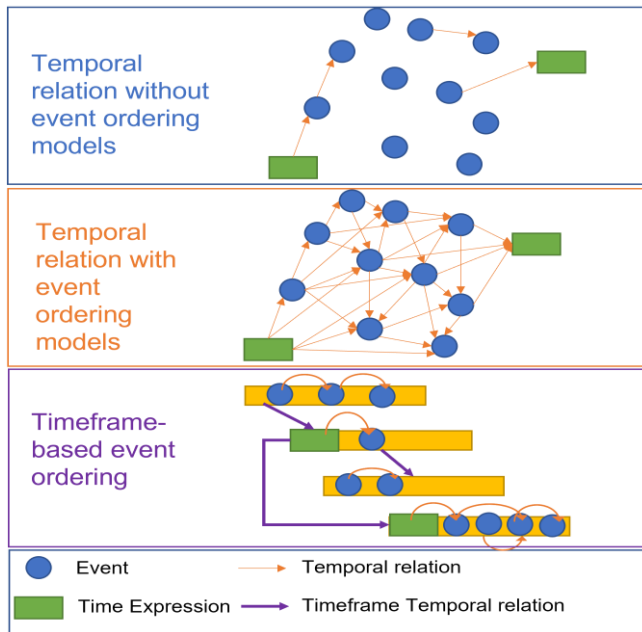 Temporal
relation without
event ordering
models
Temporal
relation with
event
ordering
models
Timeframe-
based event
ordering
Event
Temporal relation
Time Expression
Timeframe Temporal relation